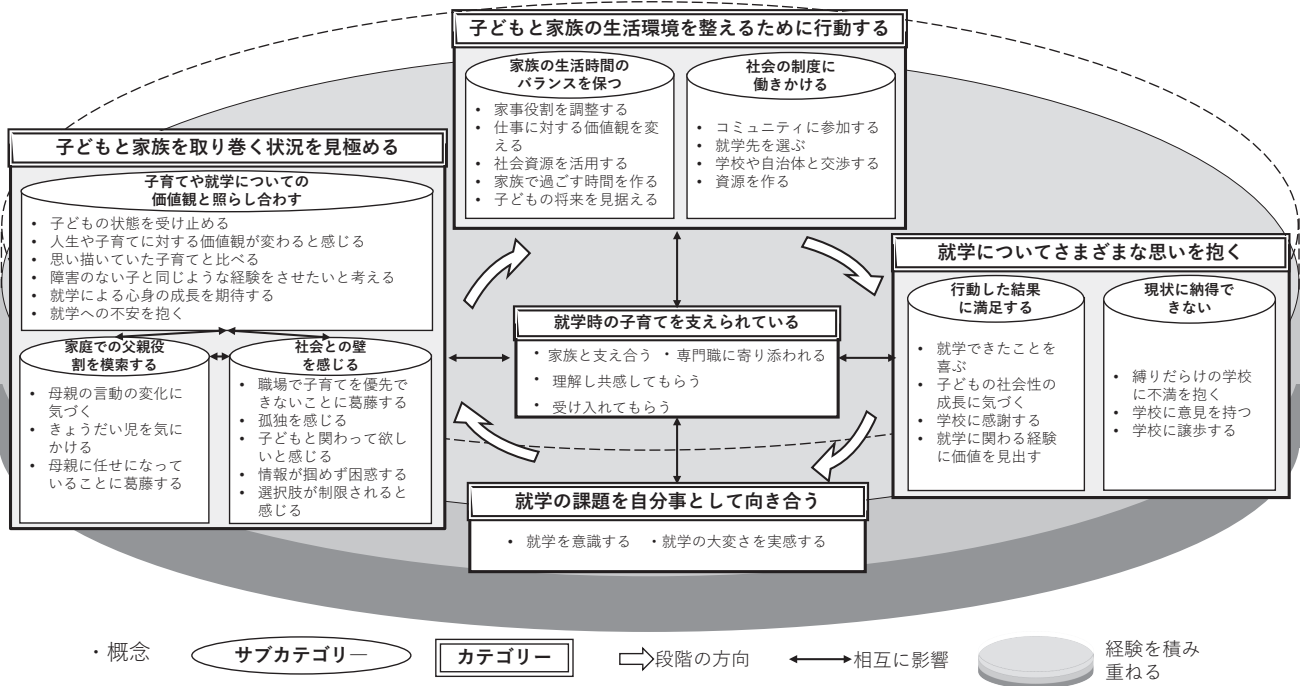 子どもと家族の生活環境を整えるために行動する
家族の生活時間の
バランスを保つ
• 家事役割を調整する
• 仕事に対する価値観を変
える
• 社会資源を活用する
• 家族で過ごす時間を作る
• 子どもの将来を見据える
社会の制度に
働きかける
• コミュニティに参加する
• 就学先を選ぶ
• 学校や自治体と交渉する
• 資源を作る
子どもと家族を取り巻く状況を見極める
子育てや就学についての
価値観と照らし合わす
• 子どもの状態を受け止める
• 人生や子育てに対する価値観が変わると感じる
• 思い描いていた子育てと比べる
• 障害のない子と同じような経験をさせたいと考える
• 就学による心身の成長を期待する
• 就学への不安を抱く
家庭での父親役
割を模索する
• 母親の言動の変化に
気づく
• きょうだい児を気に
かける
• 母親に任せになって
いることに葛藤する
社会との壁
を感じる
• 職場で子育てを優先で
きないことに葛藤する
• 孤独を感じる
• 子どもと関わって欲し
いと感じる
• 情報が掴めず困惑する
• 選択肢が制限されると
感じる
就学時の子育てを支えられている
• 家族と支え合う ・専門職に寄り添われる
• 理解し共感してもらう
• 受け入れてもらう
就学についてさまざまな思いを抱く
行動した結果
に満足する
• 就学できたことを
喜ぶ
• 子どもの社会性の
成長に気づく
• 学校に感謝する
• 就学に関わる経験
に価値を見出す
現状に納得で
きない
• 縛りだらけの学校
に不満を抱く
• 学校に意見を持つ
• 学校に譲歩する
就学の課題を自分事として向き合う
• 就学を意識する ・就学の大変さを実感する
・概念
サブカテゴリ―
カテゴリー
段階の方向
相互に影響
経験を積み
重ねる